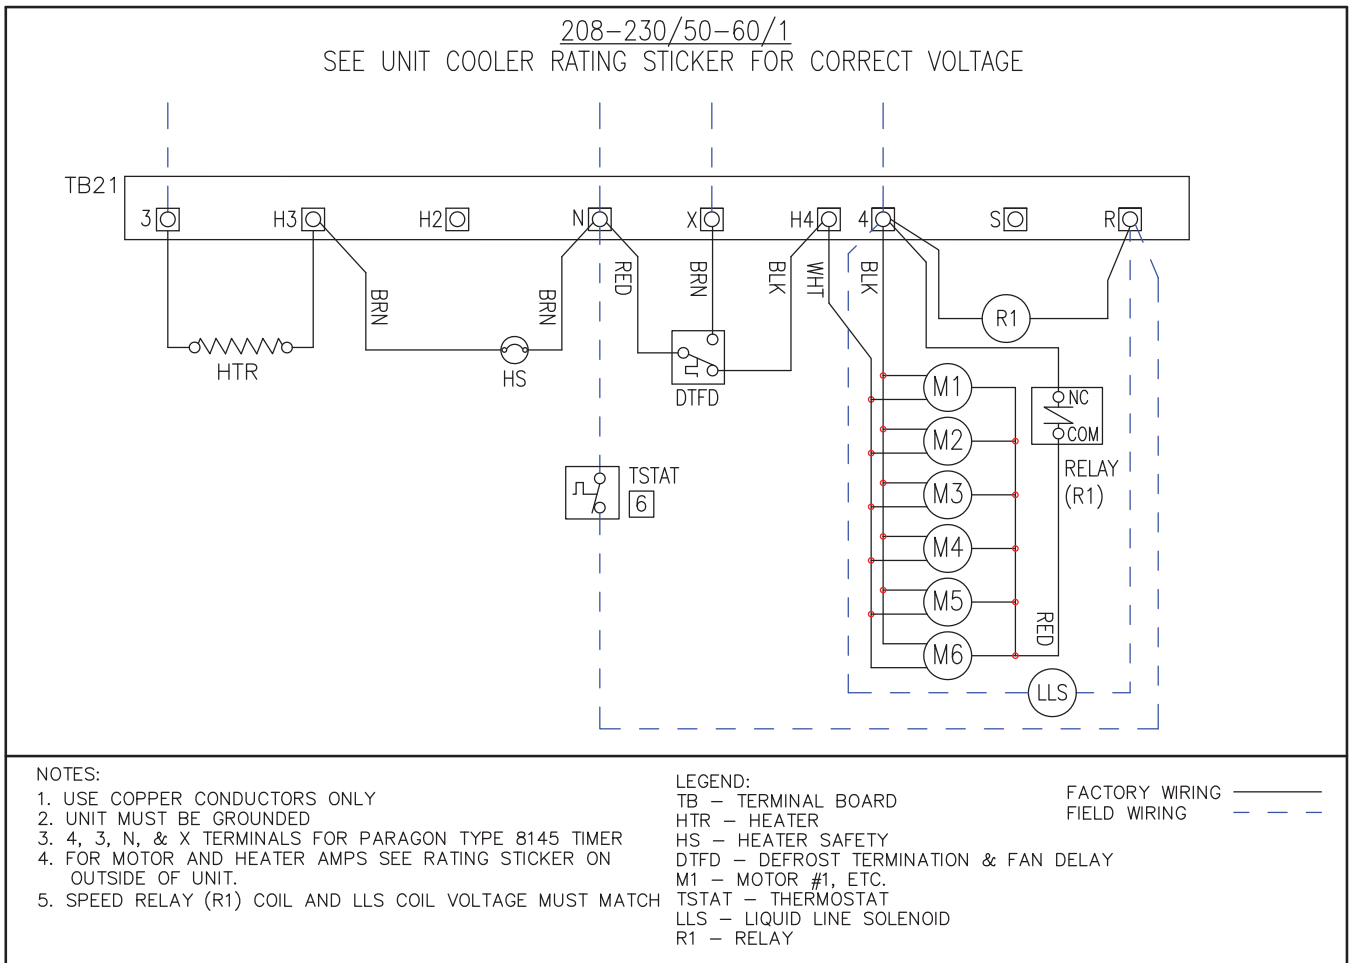 208-230/50-60/1
SEE UNIT COOLER RATING STICKER FOR CORRECT VOLTAGE
TB21
3
H3
H2
N
X
H4
4
S
R
BRN
BRN
RED
BRN
BLK
WHT
BLK
R1
HTR
HS
DTFD
M1
NC
COM
M2
RELAY
(R1)
TSTAT
6
M3
M4
M5
RED
M6
LLS
NOTES:
1. USE COPPER CONDUCTORS ONLY
2. UNIT MUST BE GROUNDED
3. 4, 3, N, & X TERMINALS FOR PARAGON TYPE 8145 TIMER
4. FOR MOTOR AND HEATER AMPS SEE RATING STICKER ON
OUTSIDE OF UNIT.
5. SPEED RELAY (R1) COIL AND LLS COIL VOLTAGE MUST MATCH
LEGEND:
TB - TERMINAL BOARD
HTR - HEATER
HS - HEATER SAFETY
DTFD - DEFROST TERMINATION & FAN DELAY
M1 - MOTOR #1, ETC.
TSTAT - THERMOSTAT
LLS - LIQUID LINE SOLENOID
R1 - RELAY
FACTORY WIRING
FIELD WIRING